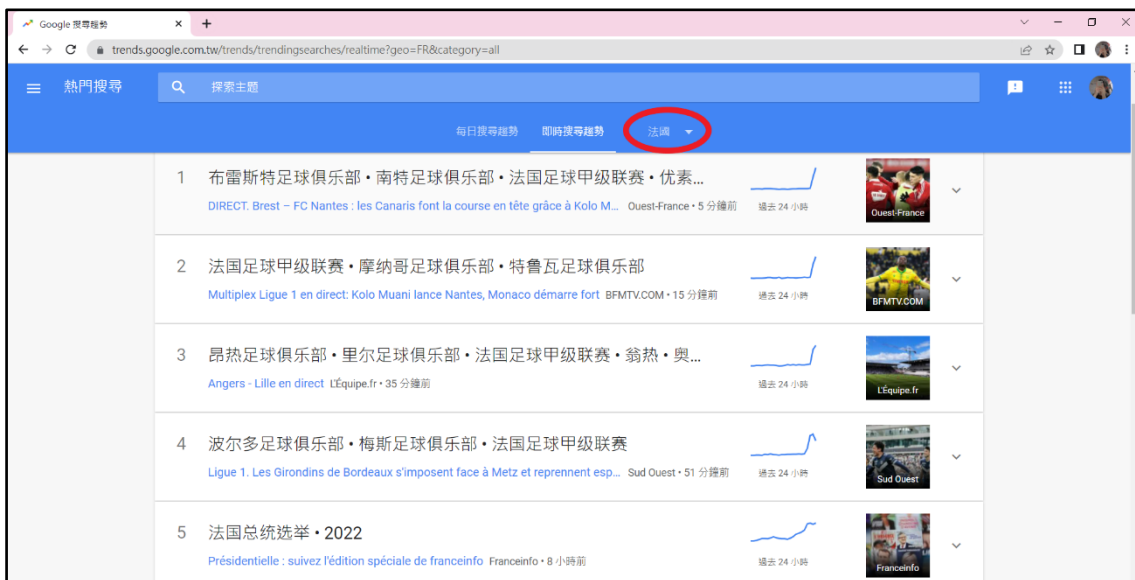 Google 搜尋趨勢
trends.google.com.tw/trends/trendingsearches/realtime?geo=FR&category=all
熱門搜尋
探索主題
每日搜尋趨勢 即時搜尋趨勢 法國
1 布雷斯特足球俱乐部 • 南特足球俱乐部 • 法国足球甲级联赛 • 优素...
DIRECT. Brest – FC Nantes : les Canaris font la course en tête grâce à Kolo M... Ouest-France • 5 分鐘前
過去 24 小時
Ouest-France
2 法国足球甲级联赛 • 摩纳哥足球俱乐部 • 特鲁瓦足球俱乐部
Multiplex Ligue 1 en direct: Kolo Muani lance Nantes, Monaco démarre fort BFMTV.COM • 15 分鐘前
過去 24 小時
BFMTV.COM
3 昂热足球俱乐部 • 里尔足球俱乐部 • 法国足球甲级联赛 • 翁热 • 奥...
Angers - Lille en direct L'Équipe.fr • 35 分鐘前
過去 24 小時
L'Équipe.fr
4 波尔多足球俱乐部 • 梅斯足球俱乐部 • 法国足球甲级联赛
Ligue 1. Les Girondins de Bordeaux s'imposent face à Metz et reprennent esp... Sud Ouest • 51 分鐘前
過去 24 小時
Sud Ouest
5 法国总统选举 • 2022
Présidentielle : suivez l'édition spéciale de franceinfo Franceinfo • 8 小時前
過去 24 小時
Franceinfo